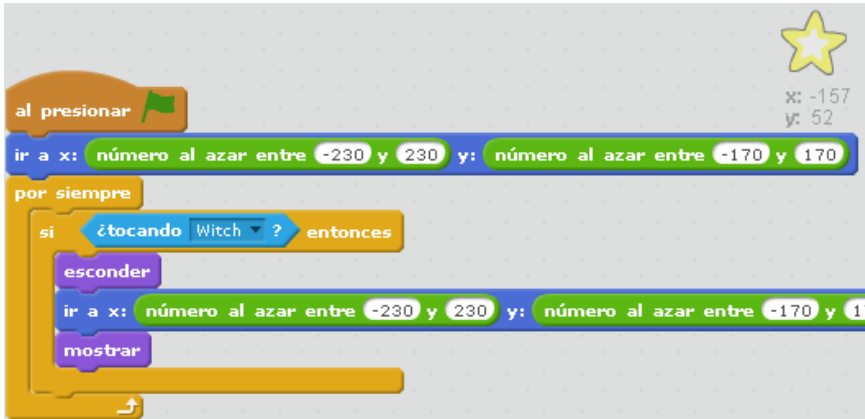 x: -157
y: 52
al presionar
ir a x: número al azar entre -230 y 230 y: número al azar entre -170 y 170
por siempre
si ¿tocando Witch ? entonces
esconder
ir a x: número al azar entre -230 y 230 y: número al azar entre -170 y
mostrar